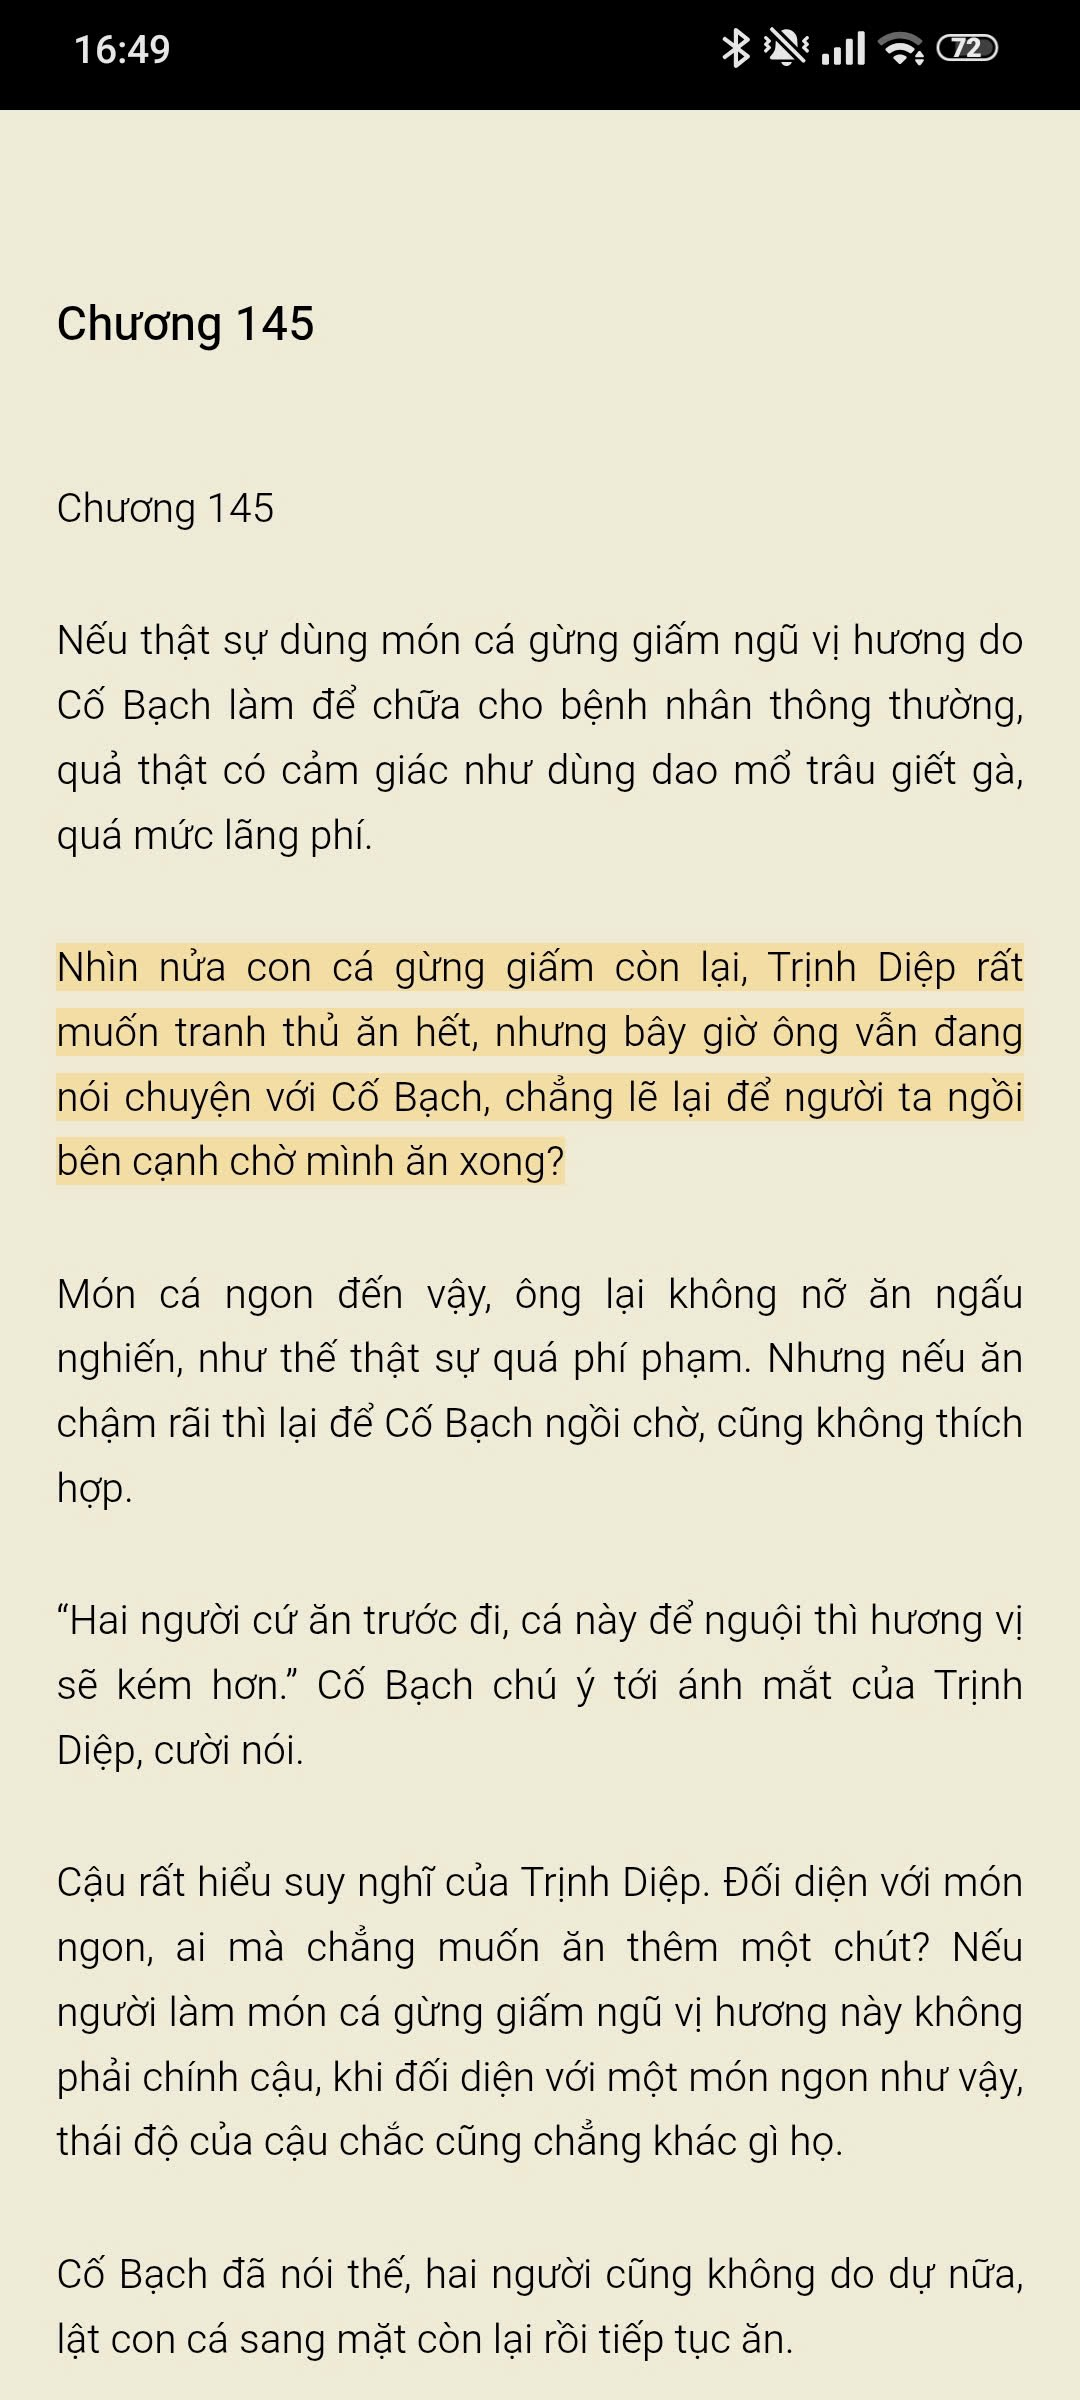 16:49
72
Chương 145
Chương 145
Nếu thật sự dùng món cá gừng giấm ngũ vị hương do
Cố Bạch làm để chữa cho bệnh nhân thông thường,
quả thật có cảm giác như dùng dao mổ trâu giết gà,
quá mức lãng phí.
Nhìn nửa con cá gừng giấm còn lại, Trịnh Diệp rất
muốn tranh thủ ăn hết, nhưng bây giờ ông vẫn đang
nói chuyện với Cố Bạch, chẳng lẽ lại để người ta ngồi
bên cạnh chờ mình ăn xong?
Món cá ngon đến vậy, ông lại không nỡ ăn ngấu
nghiến, như thế thật sự quá phí phạm. Nhưng nếu ăn
chậm rãi thì lại để Cố Bạch ngồi chờ, cũng không thích
hợp.
“Hai người cứ ăn trước đi, cá này để nguội thì hương vị
sẽ kém hơn.” Cố Bạch chú ý tới ánh mắt của Trịnh
Diệp, cười nói.
Cậu rất hiểu suy nghĩ của Trịnh Diệp. Đối diện với món
ngon, ai mà chẳng muốn ăn thêm một chút? Nếu
người làm món cá gừng giấm ngũ vị hương này không
phải chính cậu, khi đối diện với một món ngon như vậy,
thái độ của cậu chắc cũng chẳng khác gì họ.
Cố Bạch đã nói thế, hai người cũng không do dự nữa,
lật con cá sang mặt còn lại rồi tiếp tục ăn.